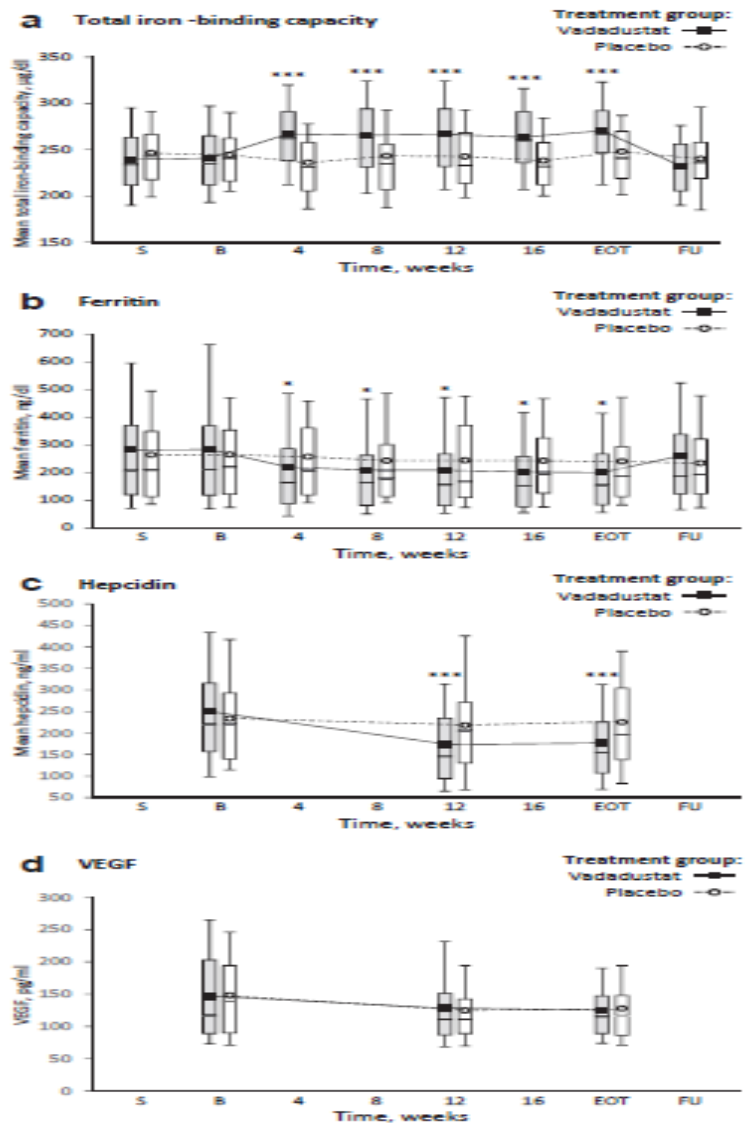 a Total iron -binding capacity
Treatment group:
Vadadustat
Placebo
Mean total iron-binding capacity, µg/dl
350
300
250
200
150
*** *** *** *** ***
S B 4 8 12 16 EOT FU
Time, weeks
b Ferritin
Treatment group:
Vadadustat
Placebo
Mean ferritin, ng/dl
700
600
500
400
300
200
100
0
* * * * *
S B 4 8 12 16 EOT FU
Time, weeks
c Hepcidin
Treatment group:
Vadadustat
Placebo
Mean hepcidin, ng/ml
500
450
400
350
300
250
200
150
100
50
*** ***
S B 4 8 12 16 EOT FU
Time, weeks
d VEGF
Treatment group:
Vadadustat
Placebo
VEGF, pg/ml
300
250
200
150
100
50
0
S B 4 8 12 16 EOT FU
Time, weeks